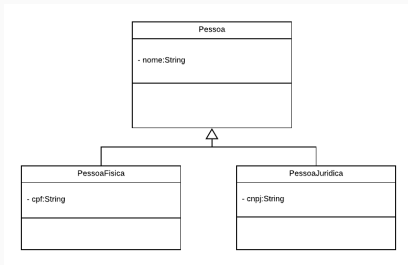 Pessoa
- nome:String
PessoaFisica
- cpf:String
PessoaJuridica
- cnpj:String